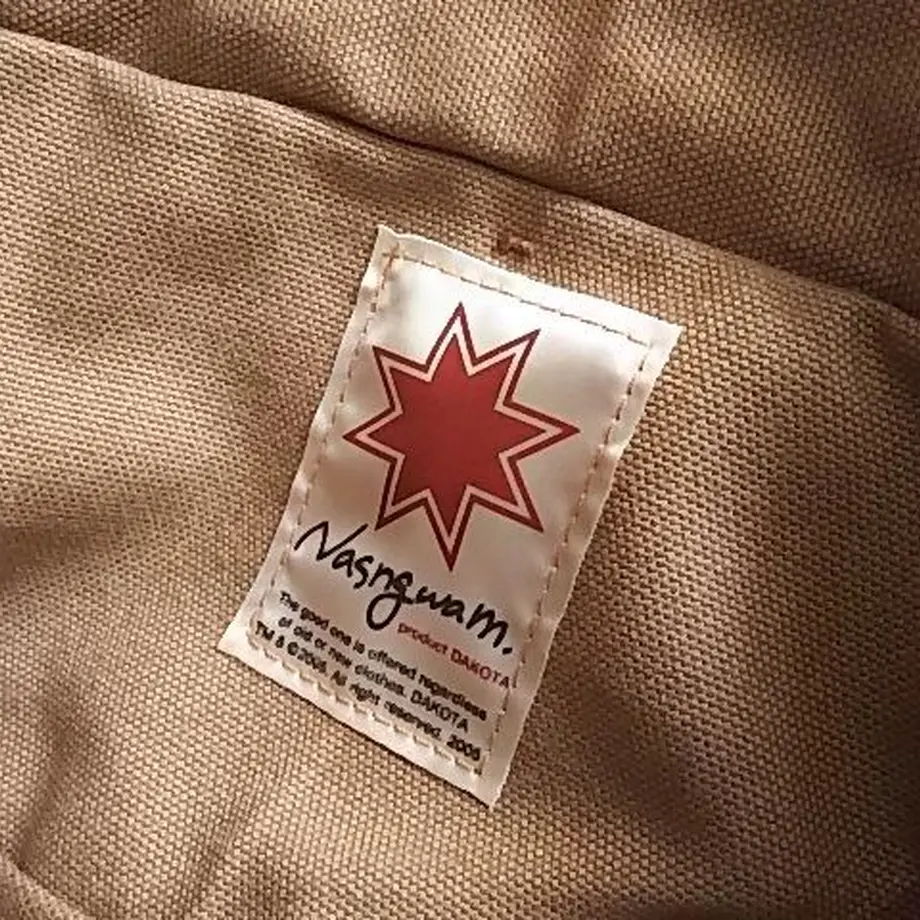 Nasngwam.
product DAKOTA
The good one is offered regardless
of old or new clothes. DAKOTA
TM & ©2005. All right reserved. 2005